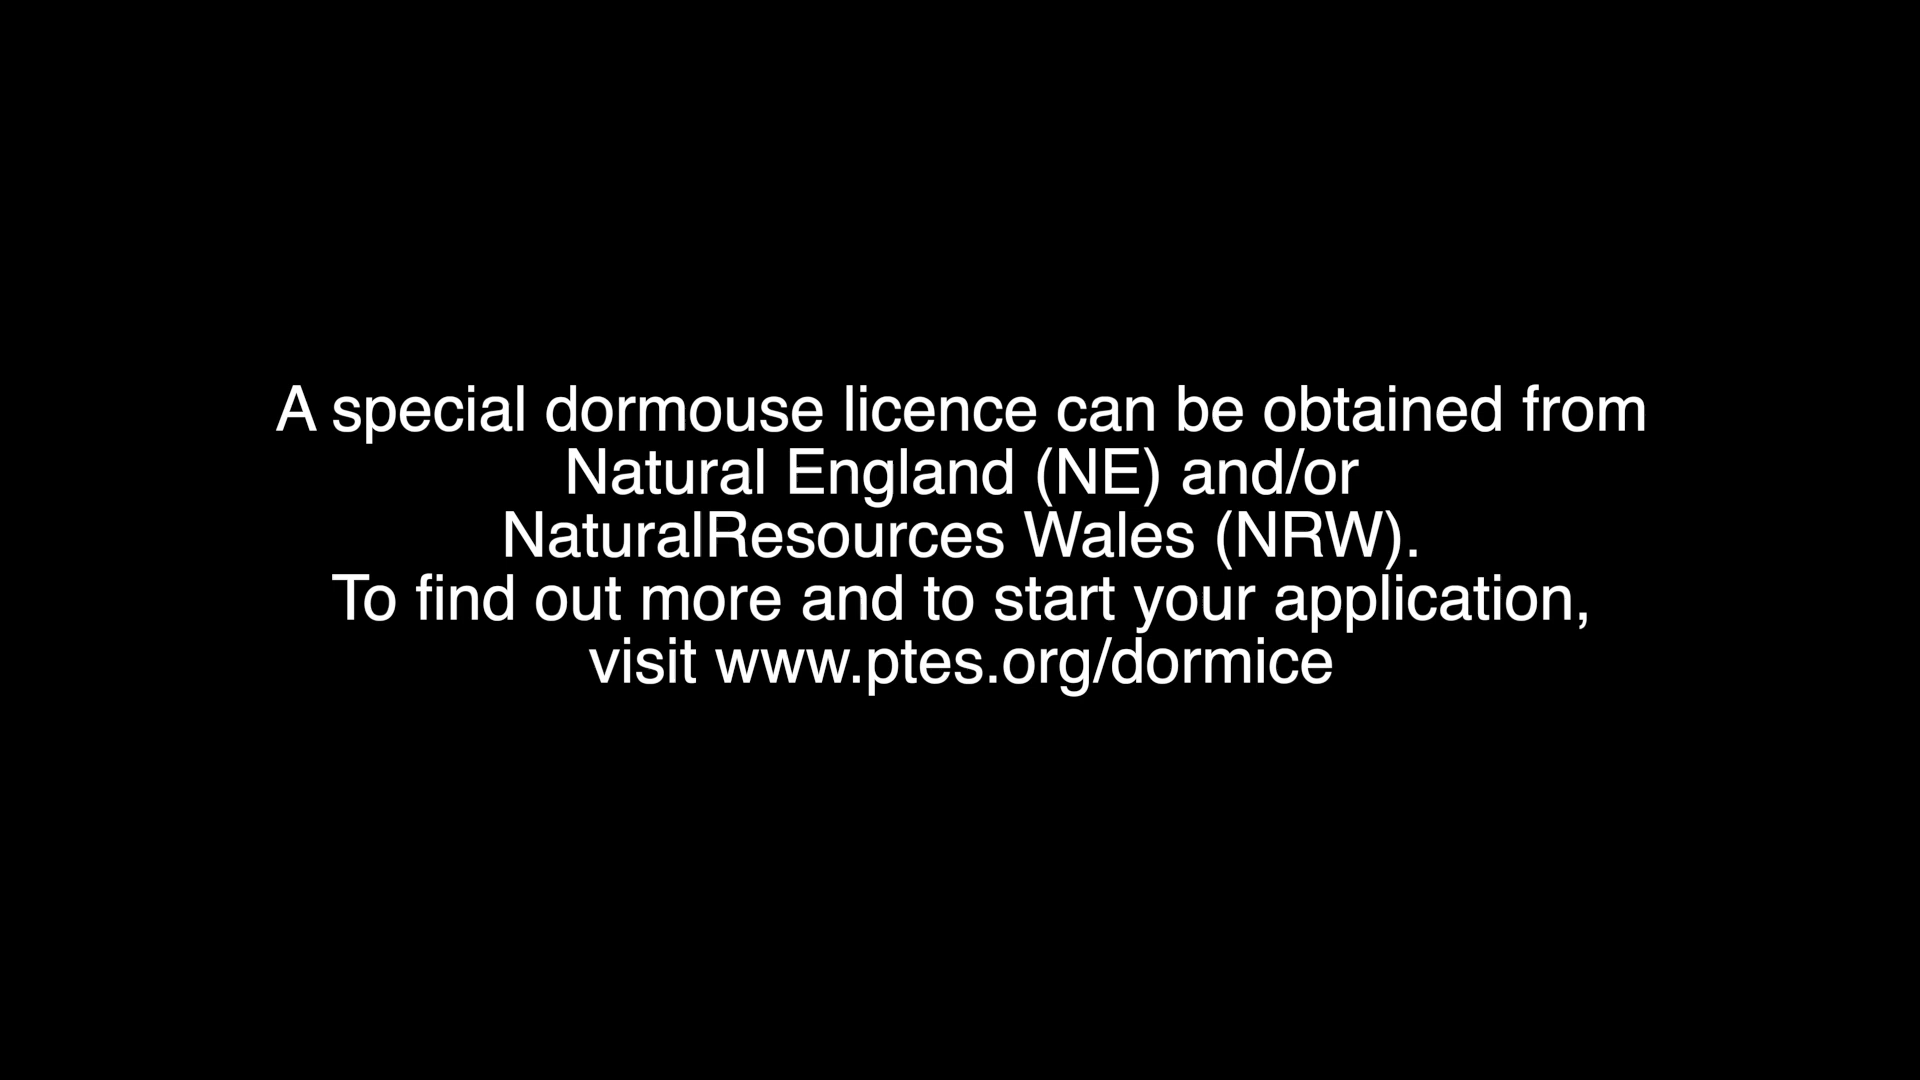 A special dormouse licence can be obtained from
Natural England (NE) and/or
NaturalResources Wales (NRW).
To find out more and to start your application,
visit www.ptes.org/dormice